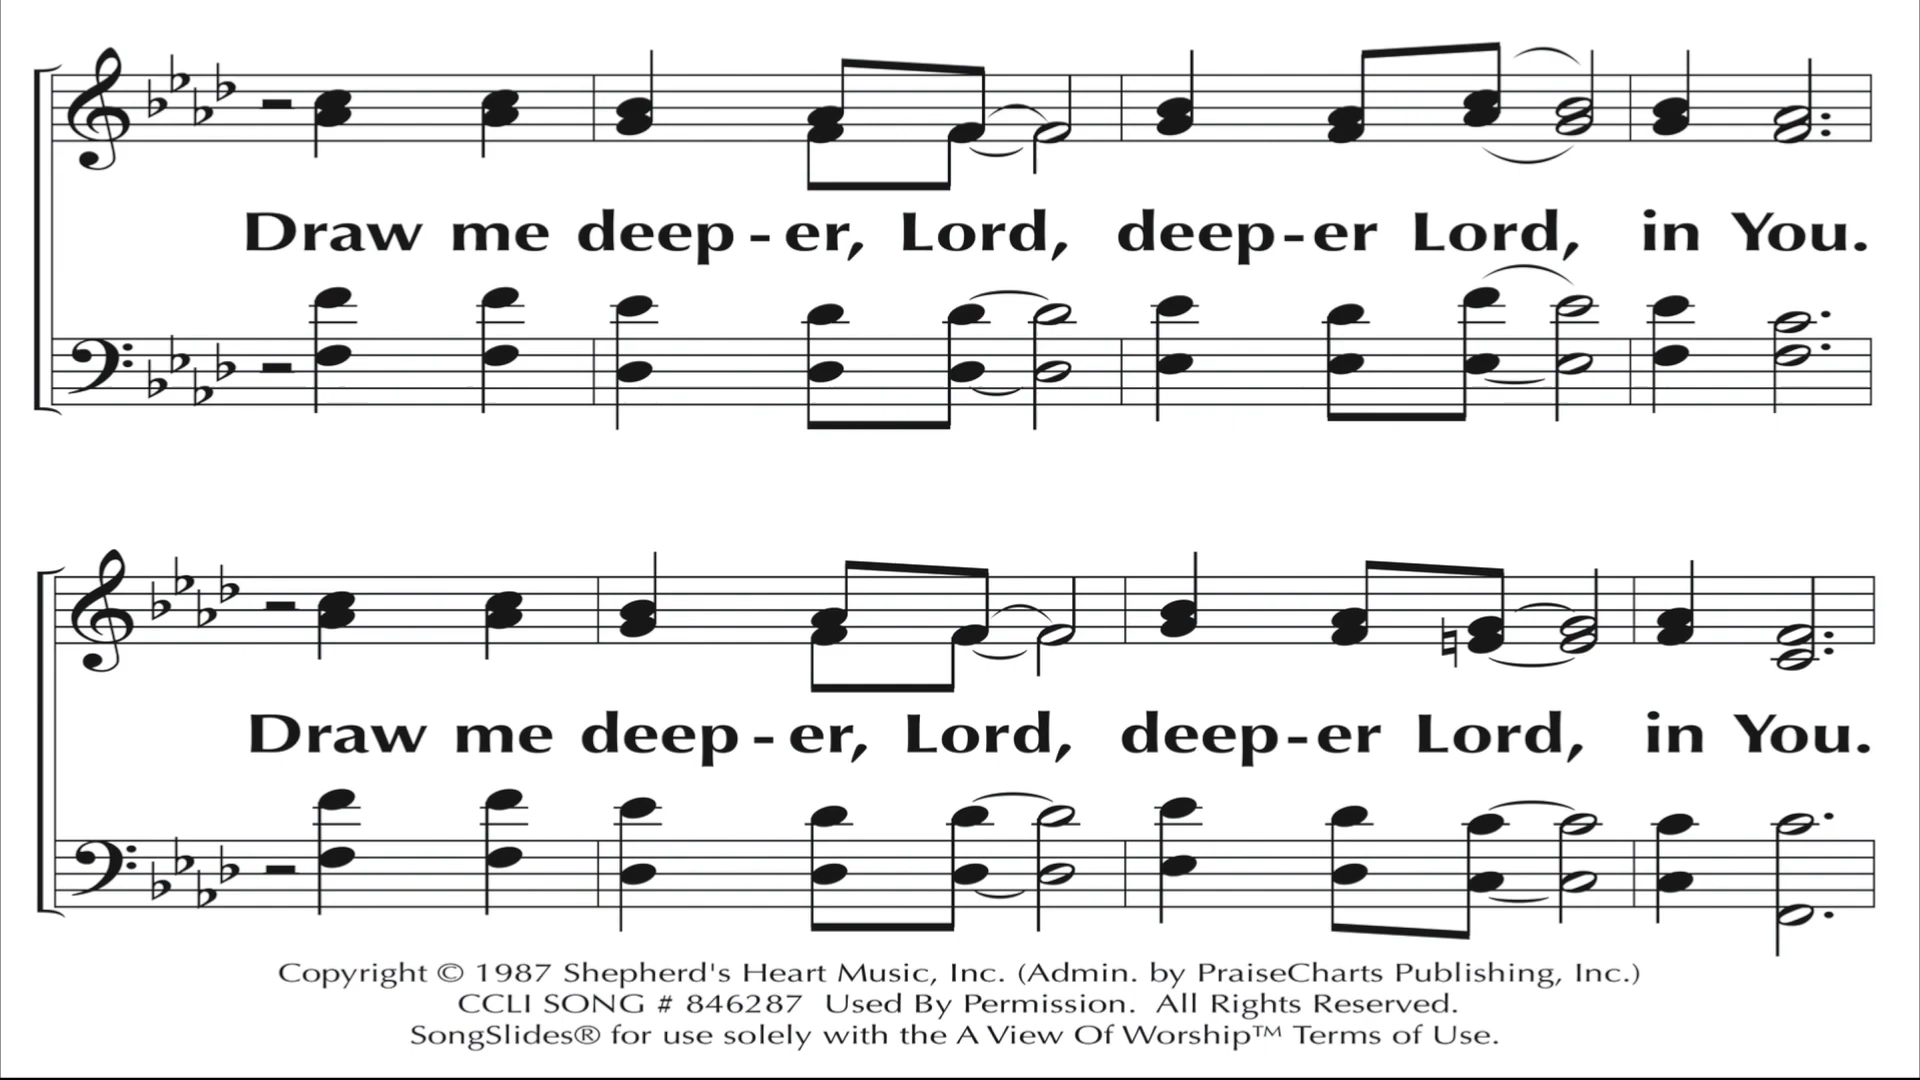 Draw me deep - er, Lord, deep - er Lord, in You.
Draw me deep - er, Lord, deep - er Lord, in You.
Copyright © 1987 Shepherd's Heart Music, Inc. (Admin. by PraiseCharts Publishing, Inc.)
CCLI SONG # 846287 Used By Permission. All Rights Reserved.
SongSlides® for use solely with the A View Of Worship™ Terms of Use.